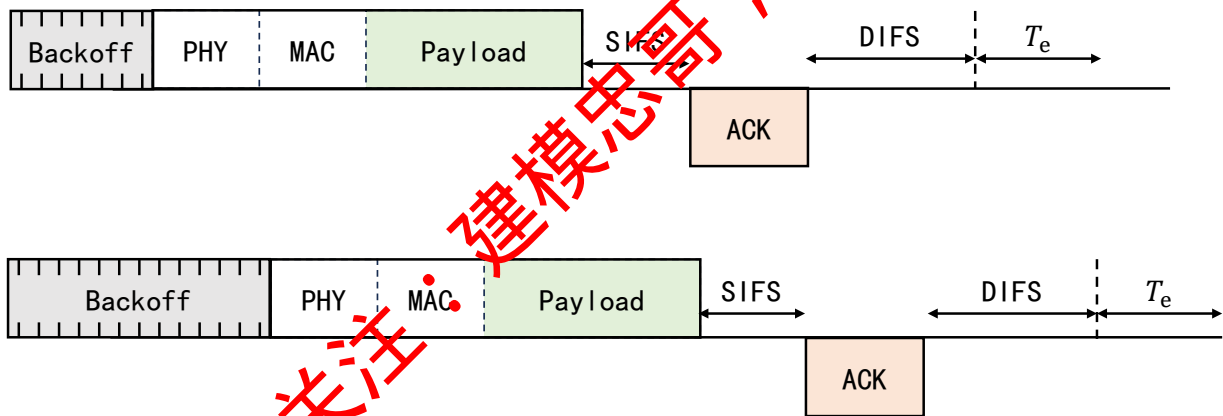 Backoff PHY MAC Payload SIFS DIFS Te
ACK
Backoff PHY MAC Payload SIFS DIFS Te
ACK
关注：建模忠哥